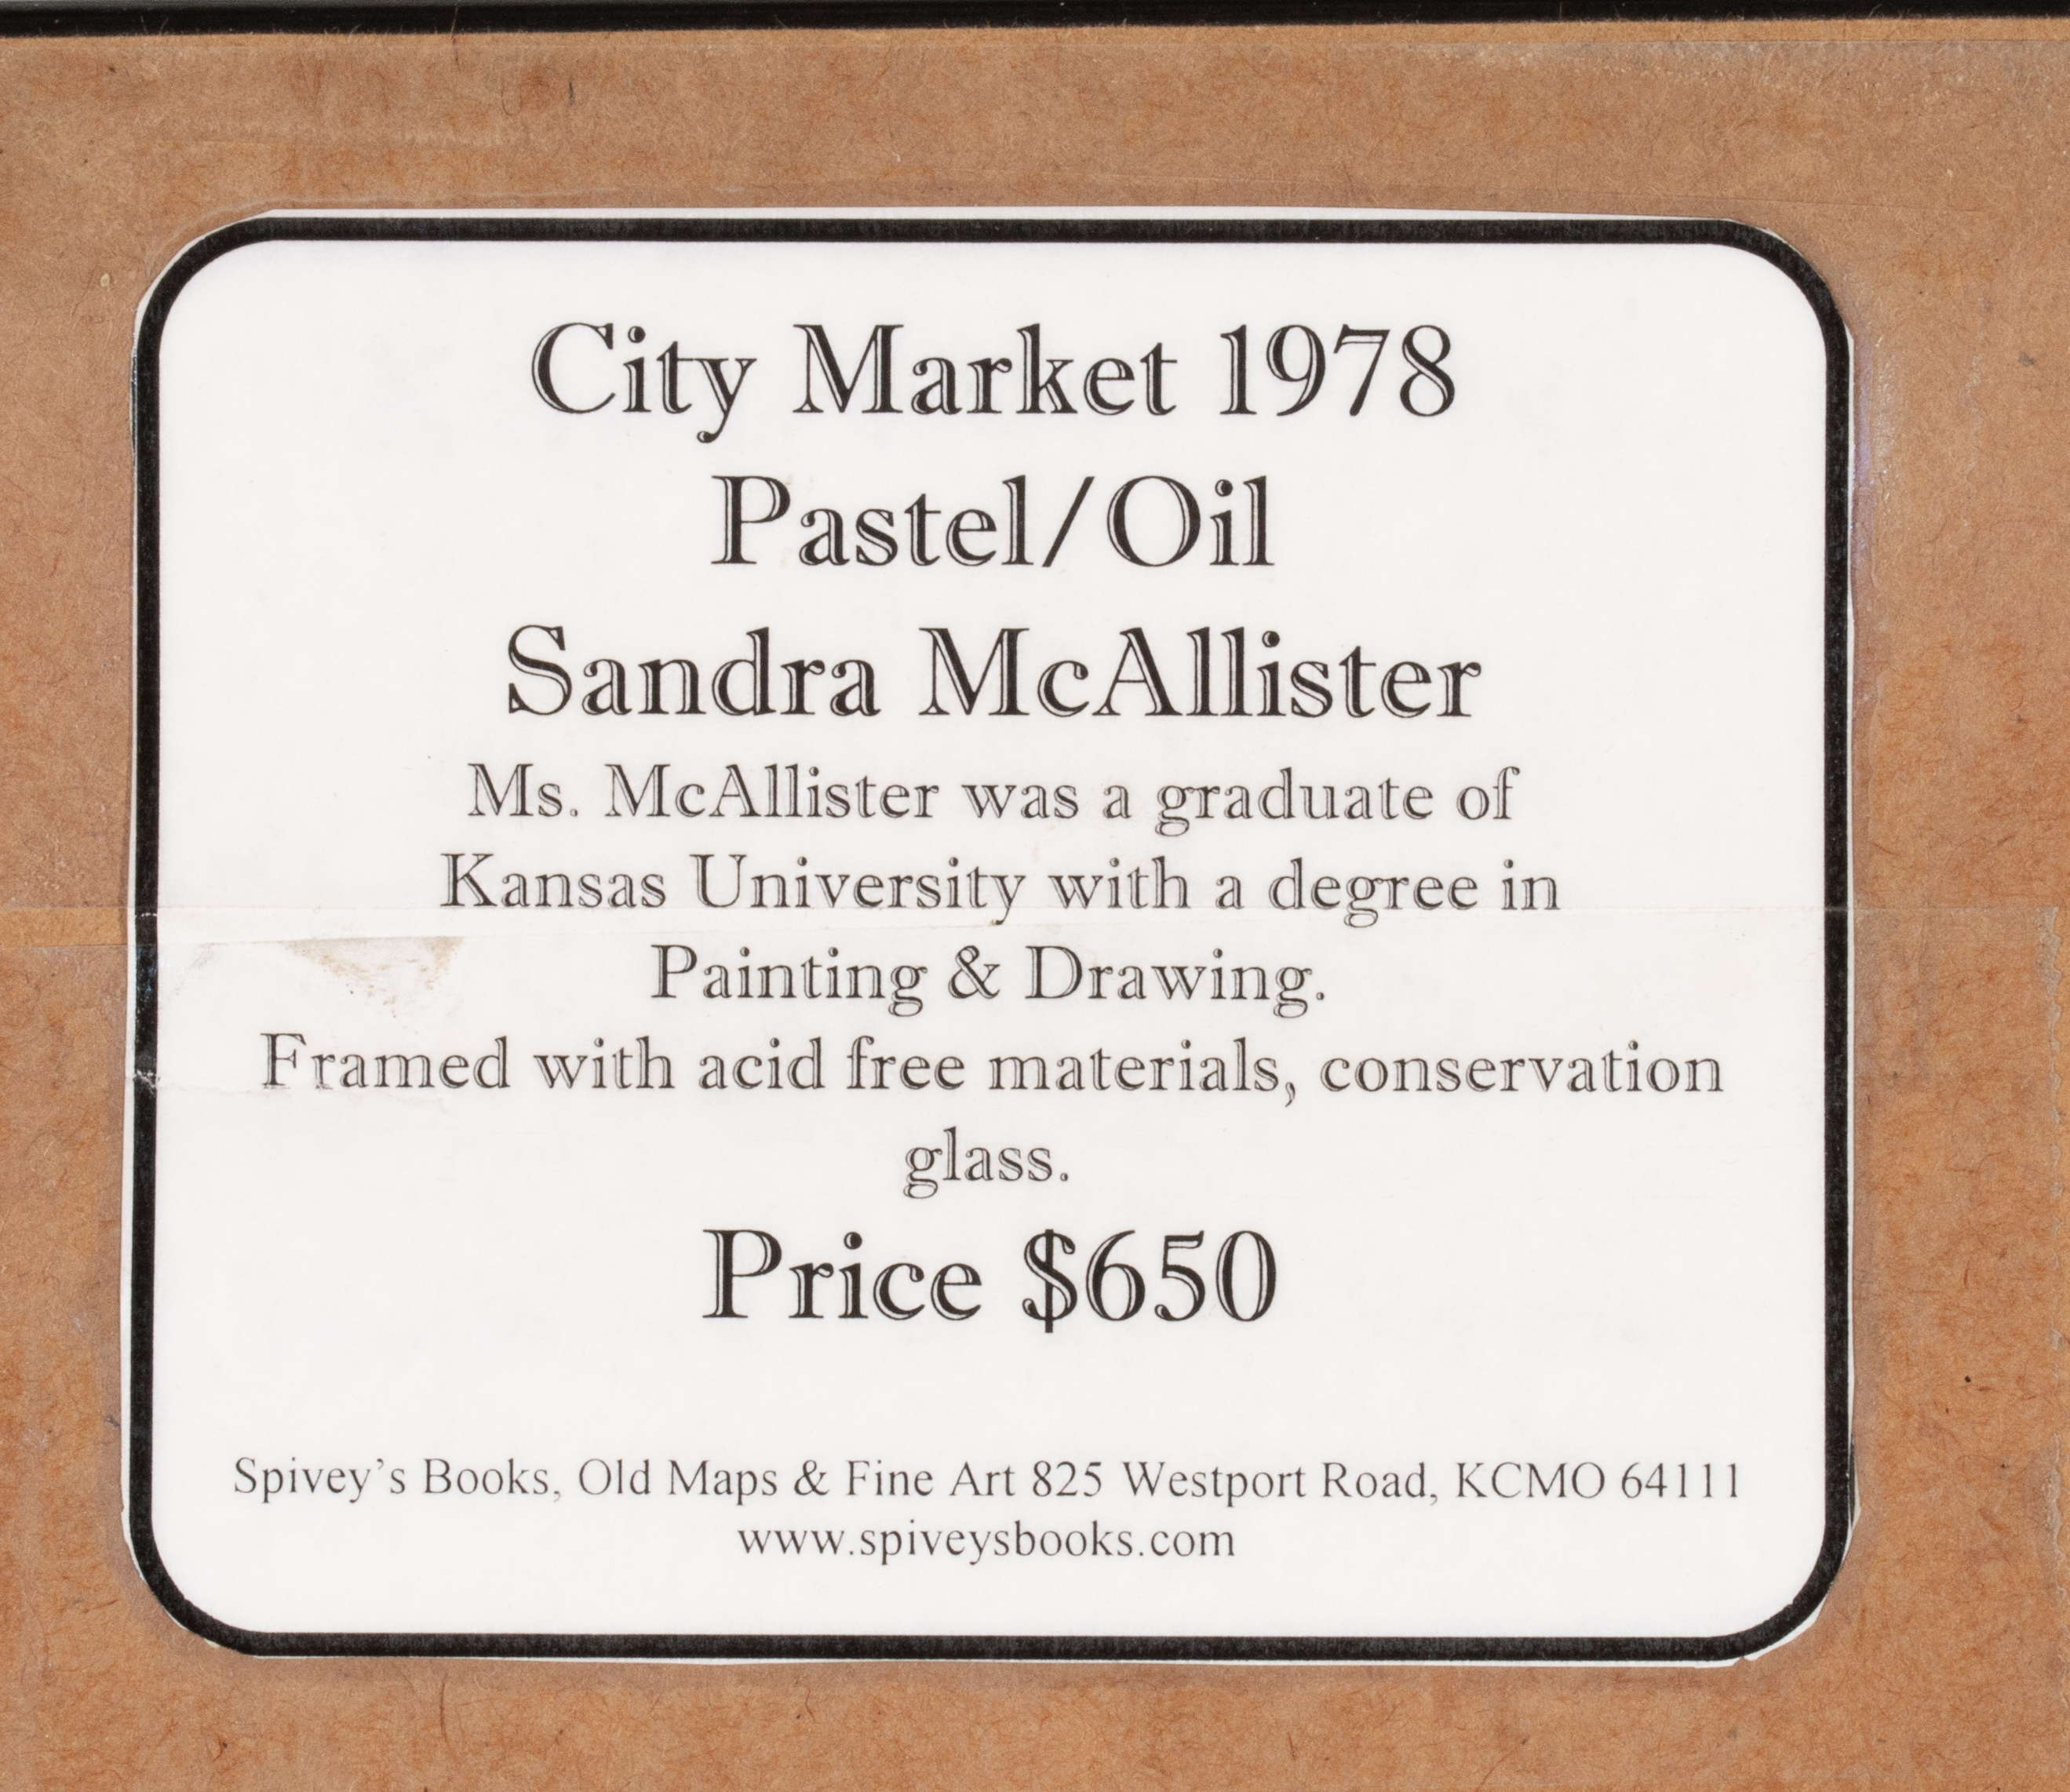 City Market 1978
Pastel/Oil
Sandra McAllister
Ms. McAllister was a graduate of
Kansas University with a degree in
Painting & Drawing.
Framed with acid free materials, conservation
glass.
Price $650
Spivey's Books, Old Maps & Fine Art 825 Westport Road, KCMO 64111
www.spiveysbooks.com